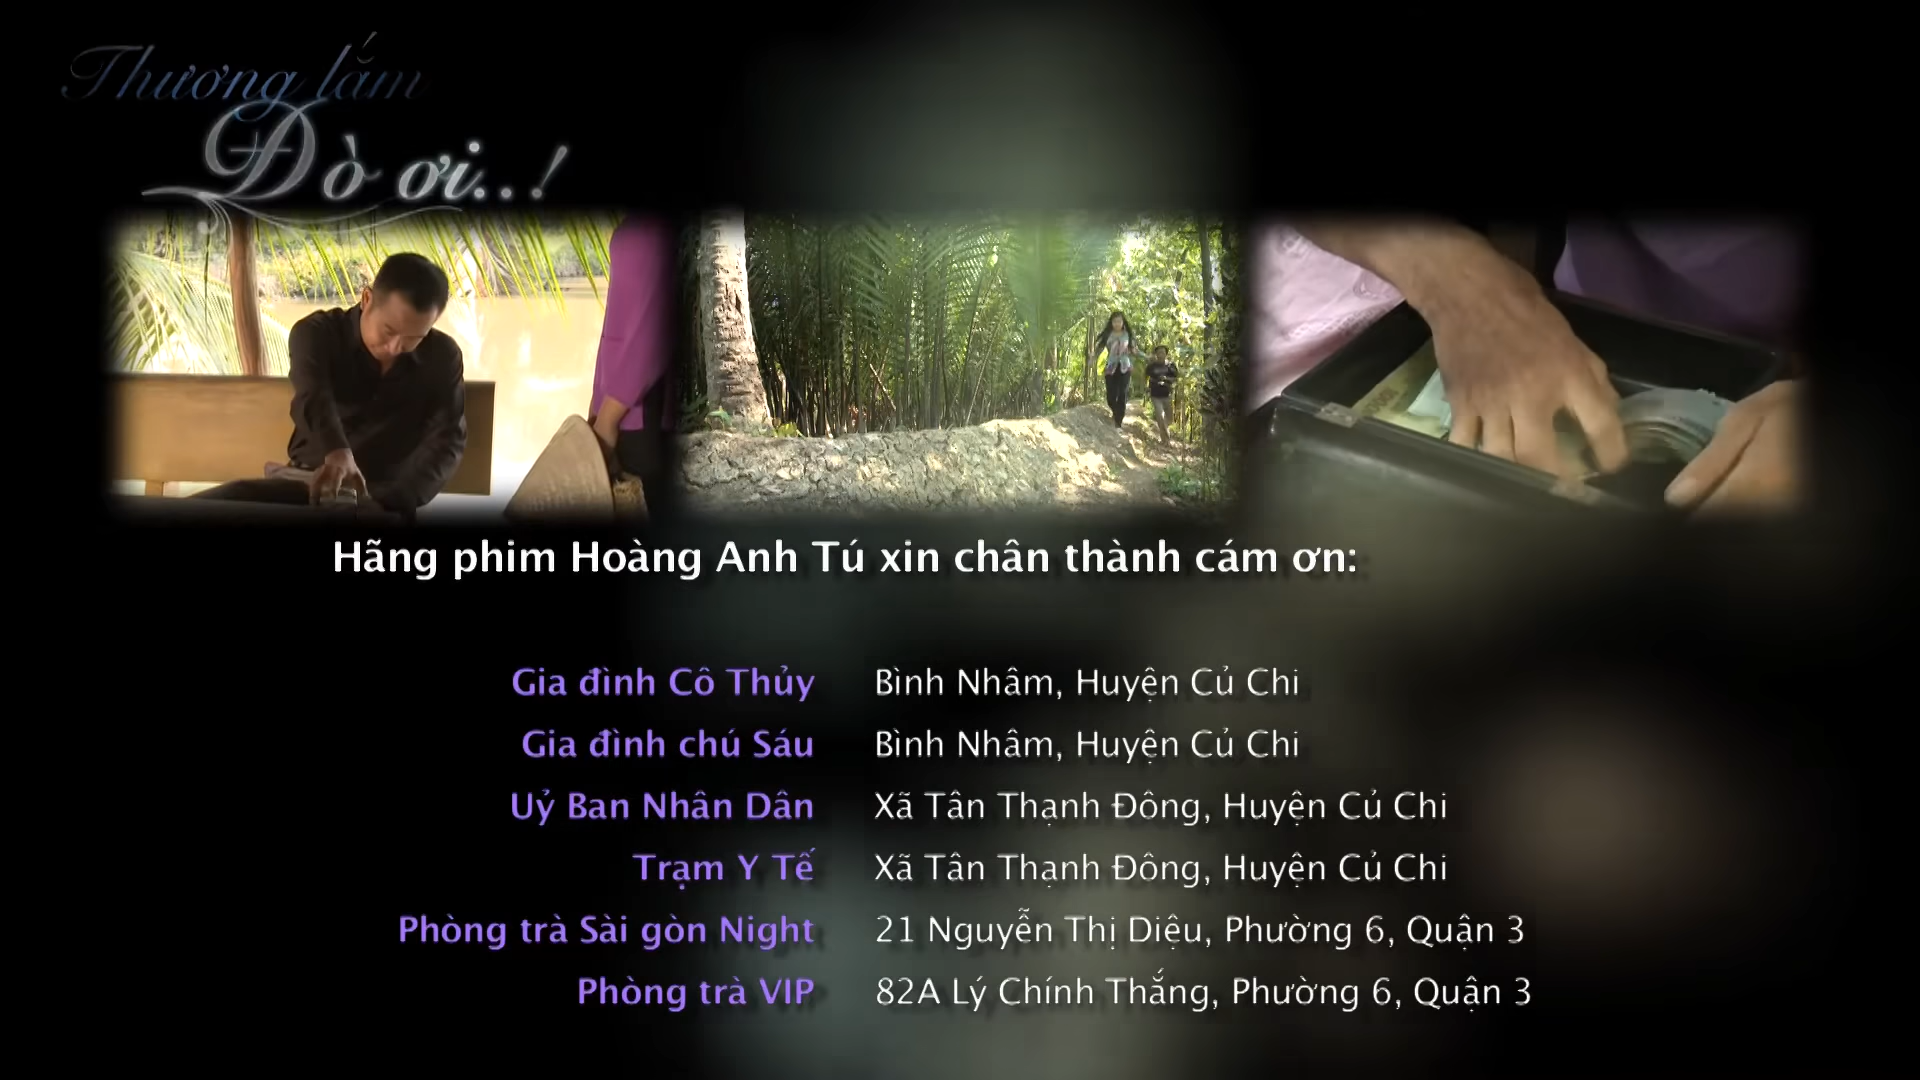 Thương lắm
Đò ơi..!
Hãng phim Hoàng Anh Tú xin chân thành cám ơn:
Gia đình Cô Thủy Bình Nhâm, Huyện Củ Chi
Gia đình chú Sáu Bình Nhâm, Huyện Củ Chi
Uỷ Ban Nhân Dân Xã Tân Thạnh Đông, Huyện Củ Chi
Trạm Y Tế Xã Tân Thạnh Đông, Huyện Củ Chi
Phòng trà Sài gòn Night 21 Nguyễn Thị Diệu, Phường 6, Quận 3
Phòng trà VIP 82A Lý Chính Thắng, Phường 6, Quận 3